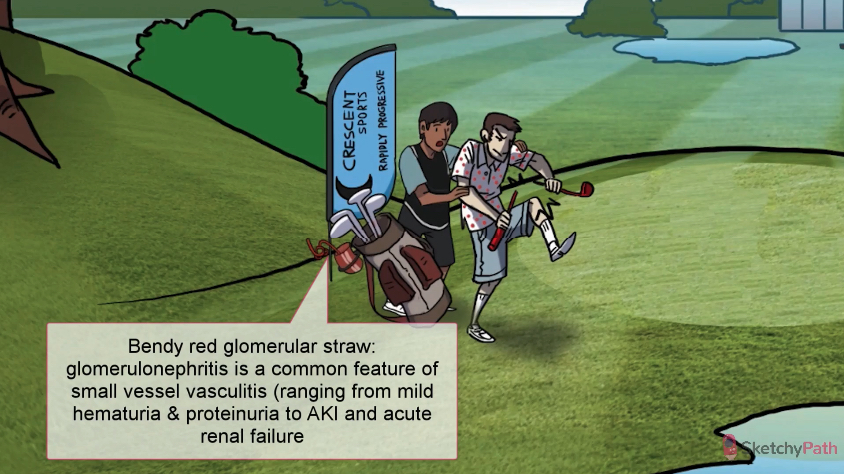 CRESCENT
SPORTS
RAPIDLY PROGRESSIVE
Bendy red glomerular straw:
glomerulonephritis is a common feature of
small vessel vasculitis (ranging from mild
hematuria & proteinuria to AKI and acute
renal failure
SketchyPath